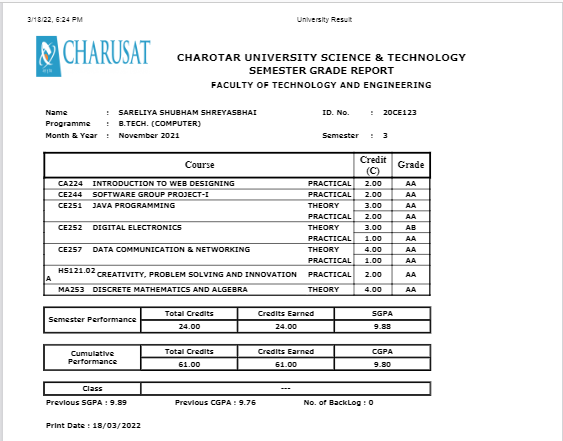 3/18/22, 6:24 PM University Result
CHARUSAT
CHAROTAR UNIVERSITY SCIENCE & TECHNOLOGY
SEMESTER GRADE REPORT
FACULTY OF TECHNOLOGY AND ENGINEERING
Name : SARELIYA SHUBHAM SHREYASBHAI ID. No. : 20CE123
Programme : B.TECH. (COMPUTER)
Month & Year : November 2021 Semester : 3
Course Credit (C) Grade
CA224 INTRODUCTION TO WEB DESIGNING PRACTICAL 2.00 AA
CE244 SOFTWARE GROUP PROJECT-I PRACTICAL 2.00 AA
CE251 JAVA PROGRAMMING THEORY 3.00 AA
PRACTICAL 2.00 AA
CE252 DIGITAL ELECTRONICS THEORY 3.00 AB
PRACTICAL 1.00 AA
CE257 DATA COMMUNICATION & NETWORKING THEORY 4.00 AA
PRACTICAL 1.00 AA
HS121.02 A CREATIVITY, PROBLEM SOLVING AND INNOVATION PRACTICAL 2.00 AA
MA253 DISCRETE MATHEMATICS AND ALGEBRA THEORY 4.00 AA
Semester Performance Total Credits Credits Earned SGPA
24.00 24.00 9.88
Cumulative Performance Total Credits Credits Earned CGPA
61.00 61.00 9.80
Class ---
Previous SGPA : 9.89 Previous CGPA : 9.76 No. of BackLog : 0
Print Date : 18/03/2022